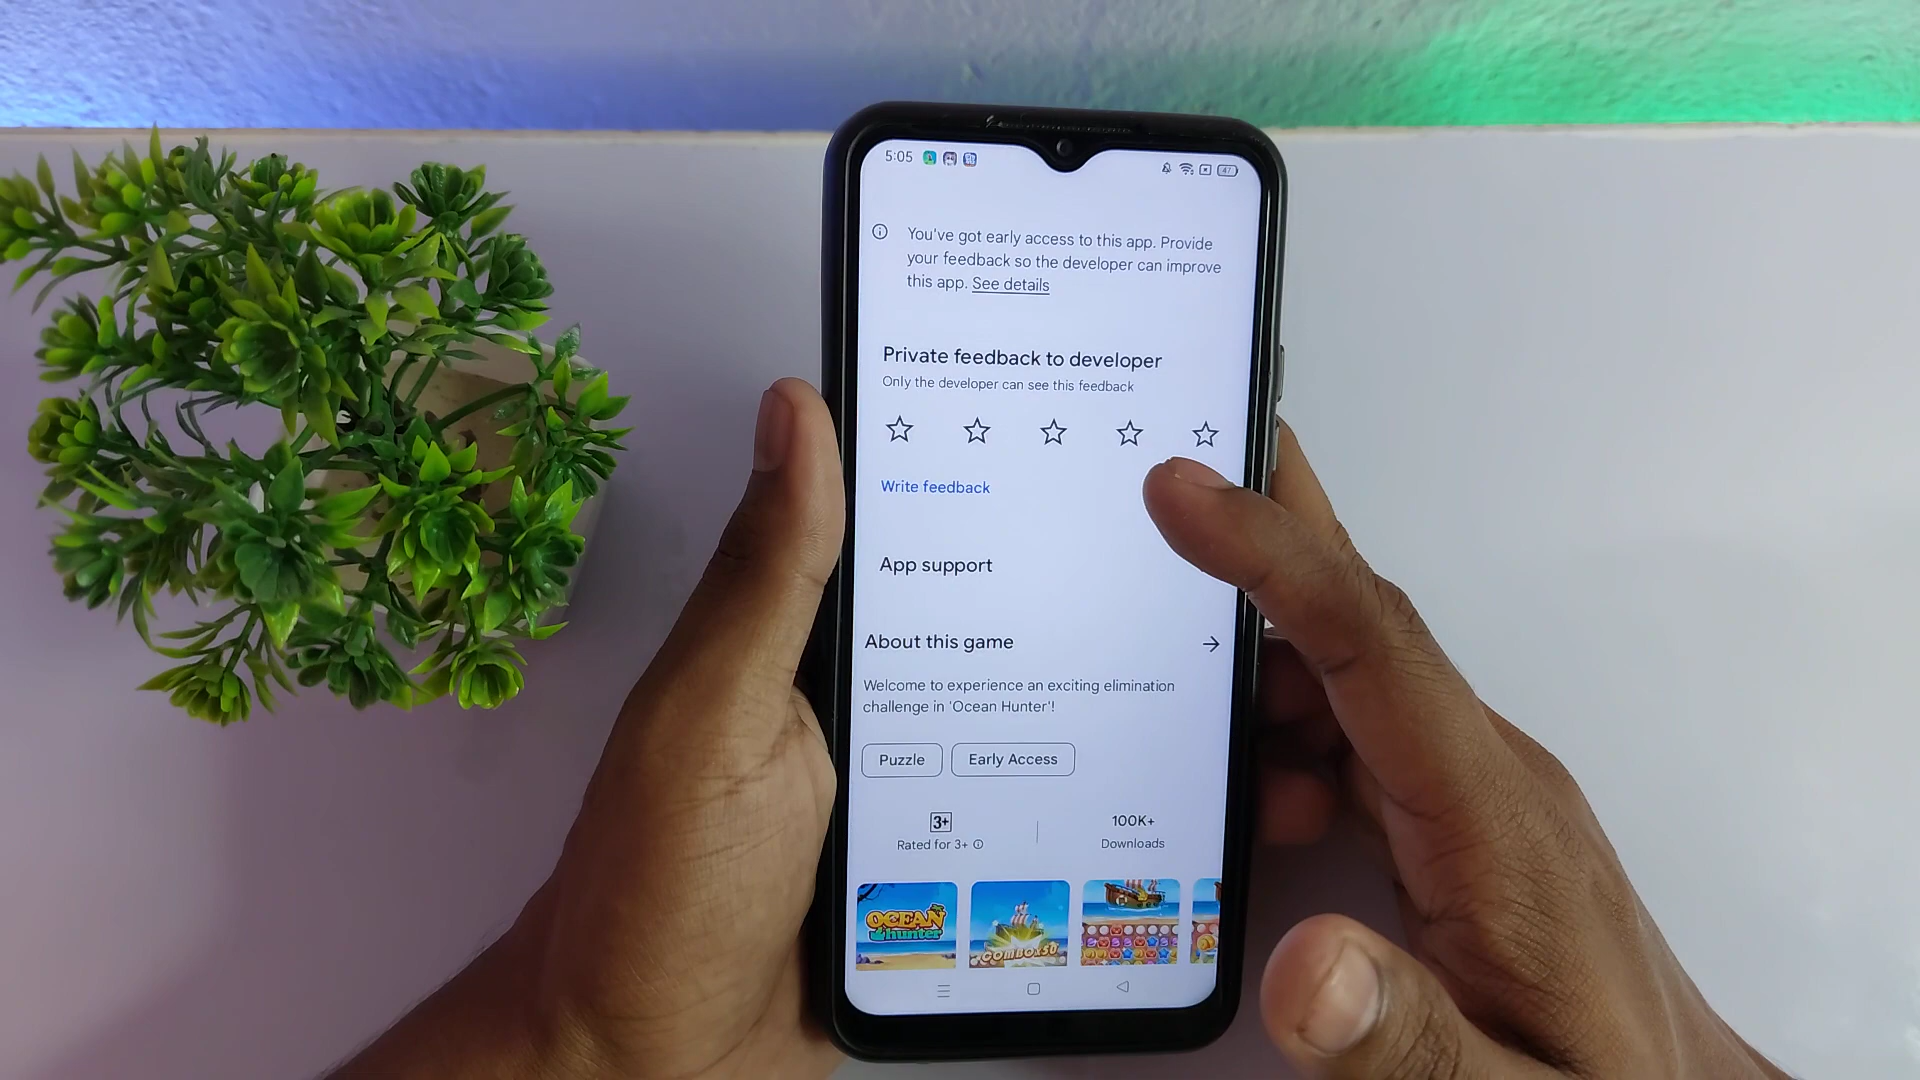 5:05
47
You've got early access to this app. Provide
your feedback so the developer can improve
this app. See details
Private feedback to developer
Only the developer can see this feedback
Write feedback
App support
About this game
Welcome to experience an exciting elimination
challenge in 'Ocean Hunter'!
Puzzle
Early Access
3+
100K+
Rated for 3+
Downloads
OCEAN
hunter
COMBOX50